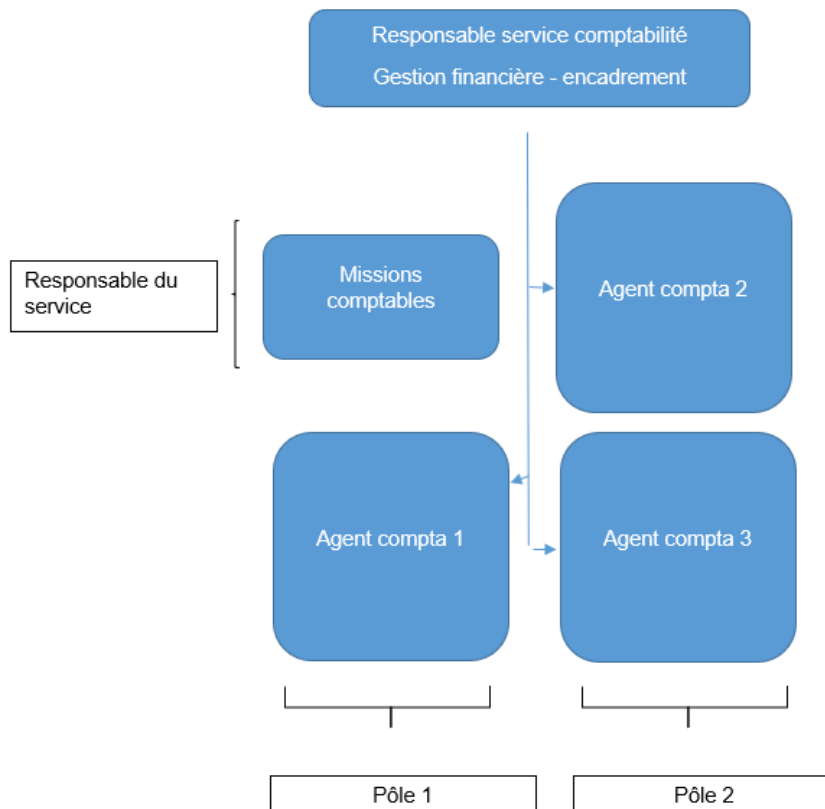 Responsable service comptabilité
Gestion financière - encadrement
Responsable du
service
Missions
comptables
Agent compta 2
Agent compta 1
Agent compta 3
Pôle 1
Pôle 2